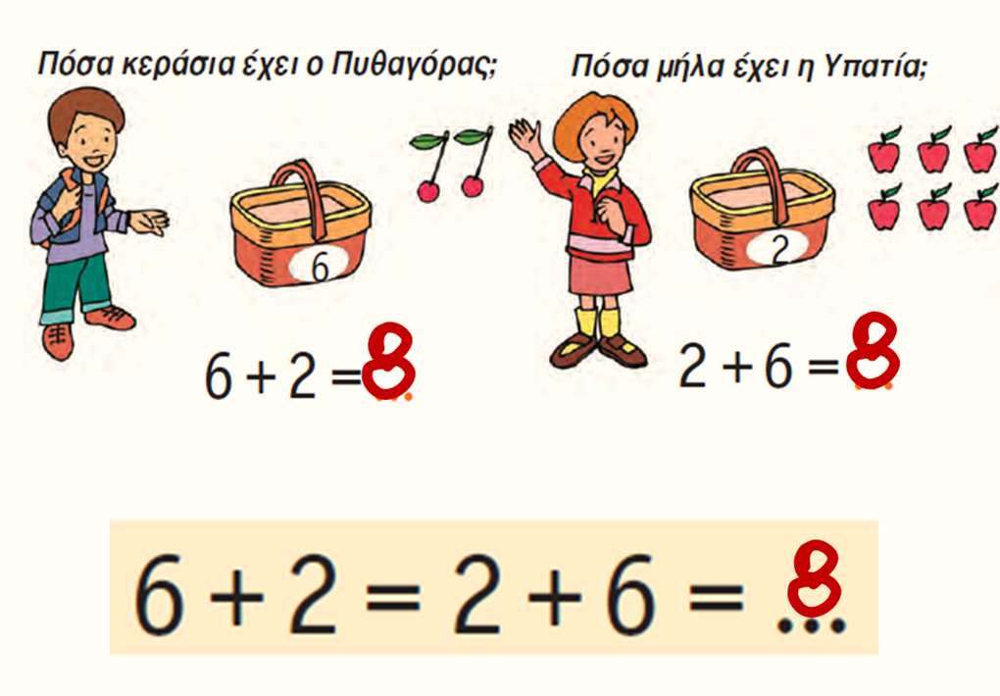 Πόσα κεράσια έχει ο Πυθαγόρας;
Πόσα μήλα έχει η Υπατία;
6
2
6 + 2 = 8
2 + 6 = 8
6 + 2 = 2 + 6 = 8